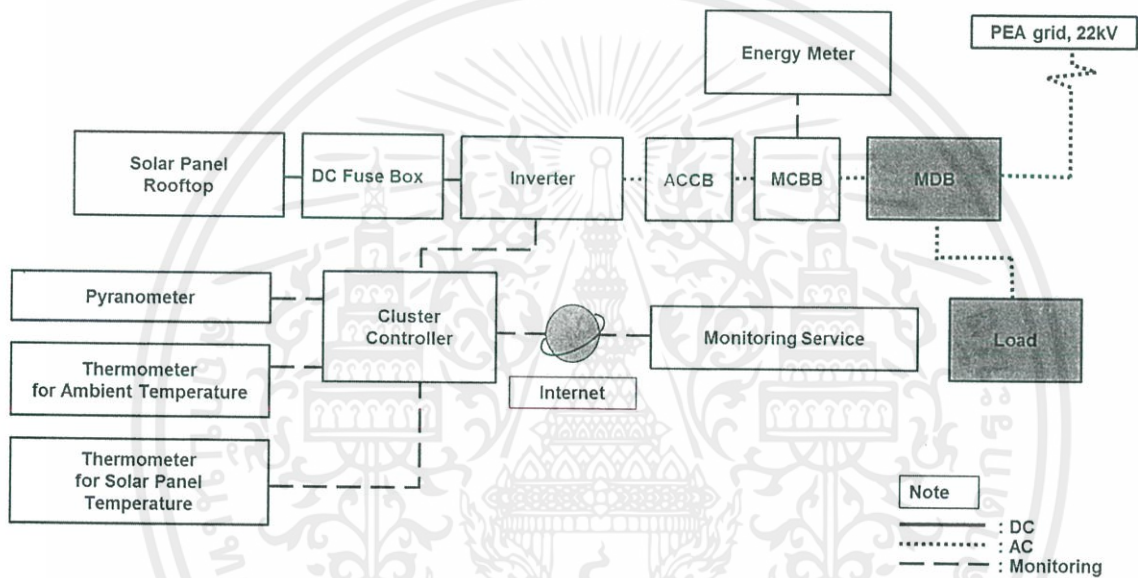 PEA grid, 22kV
Energy Meter
Solar Panel
Rooftop
DC Fuse Box
Inverter
ACCB
MCBB
MDB
Pyranometer
Cluster
Controller
Monitoring Service
Load
Thermometer
for Ambient Temperature
Internet
Thermometer
for Solar Panel
Temperature
Note
: DC
: AC
: Monitoring